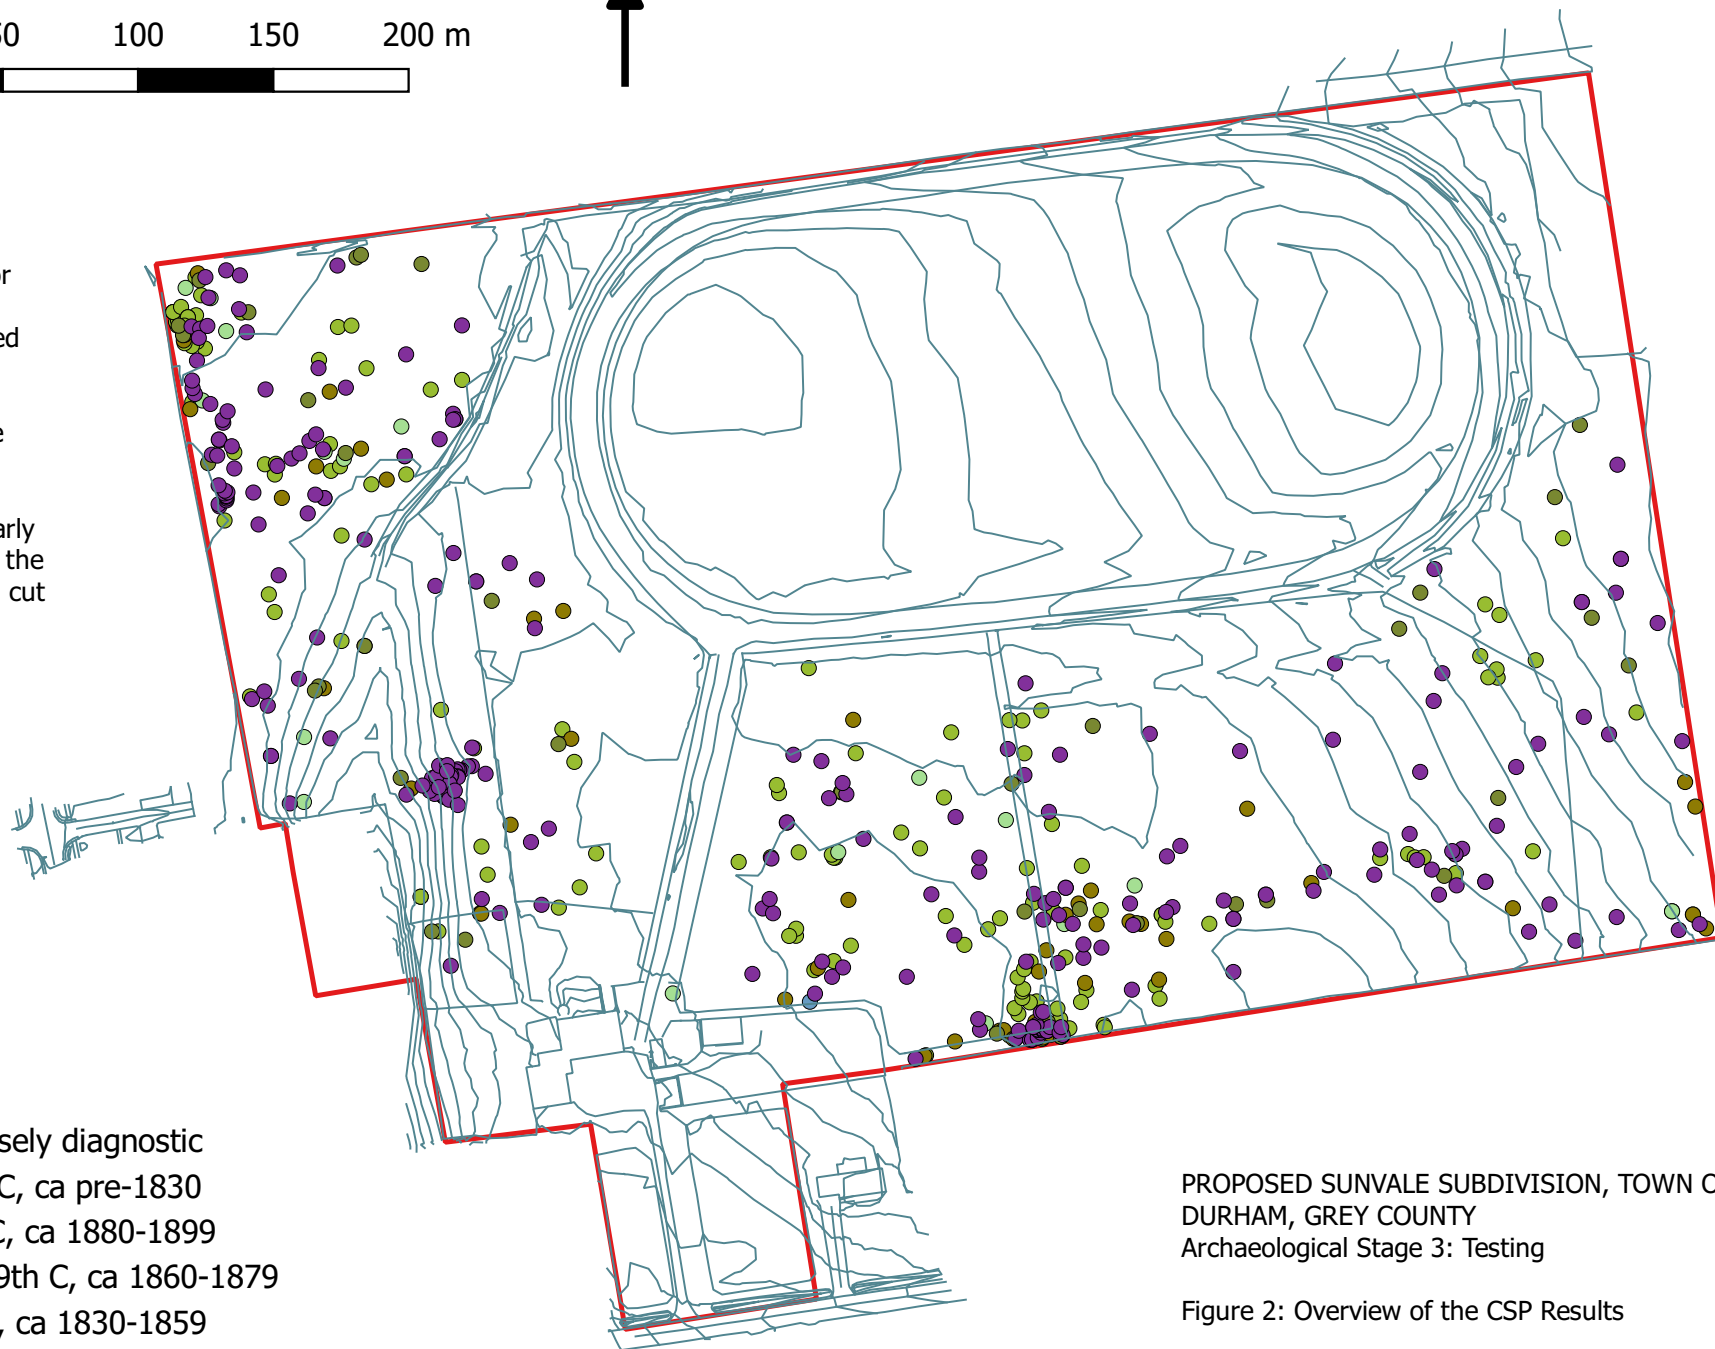 100 150 200 m
or
ed
e
arly
the
cut
sely diagnostic
C, ca pre-1830
C, ca 1880-1899
9th C, ca 1860-1879
, ca 1830-1859
PROPOSED SUNVALE SUBDIVISION, TOWN
DURHAM, GREY COUNTY
Archaeological Stage 3: Testing
Figure 2: Overview of the CSP Results